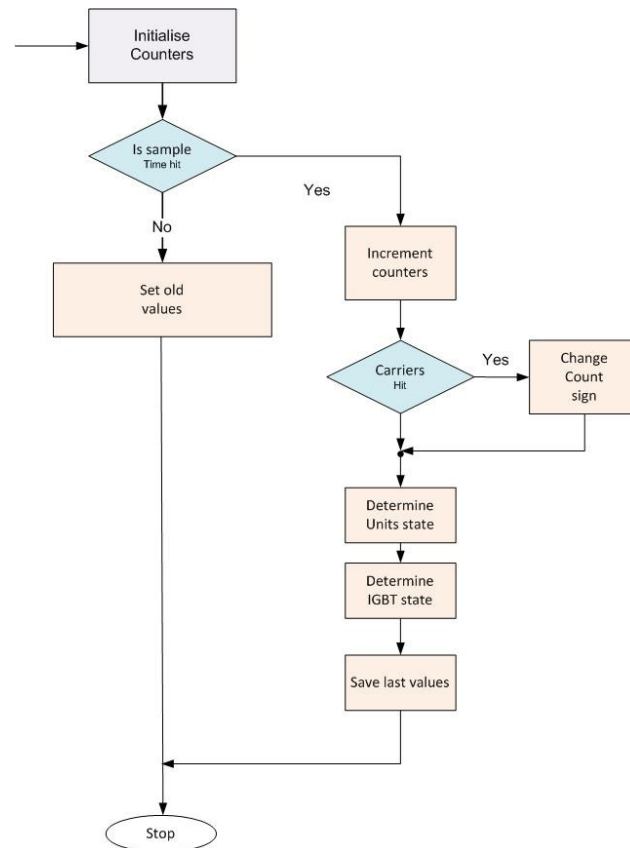 Initialise
Counters
Is sample
Time hit
Yes
No
Increment
counters
Set old
values
Carriers
Hit
Yes
Change
Count
sign
Determine
Units state
Determine
IGBT state
Save last values
Stop